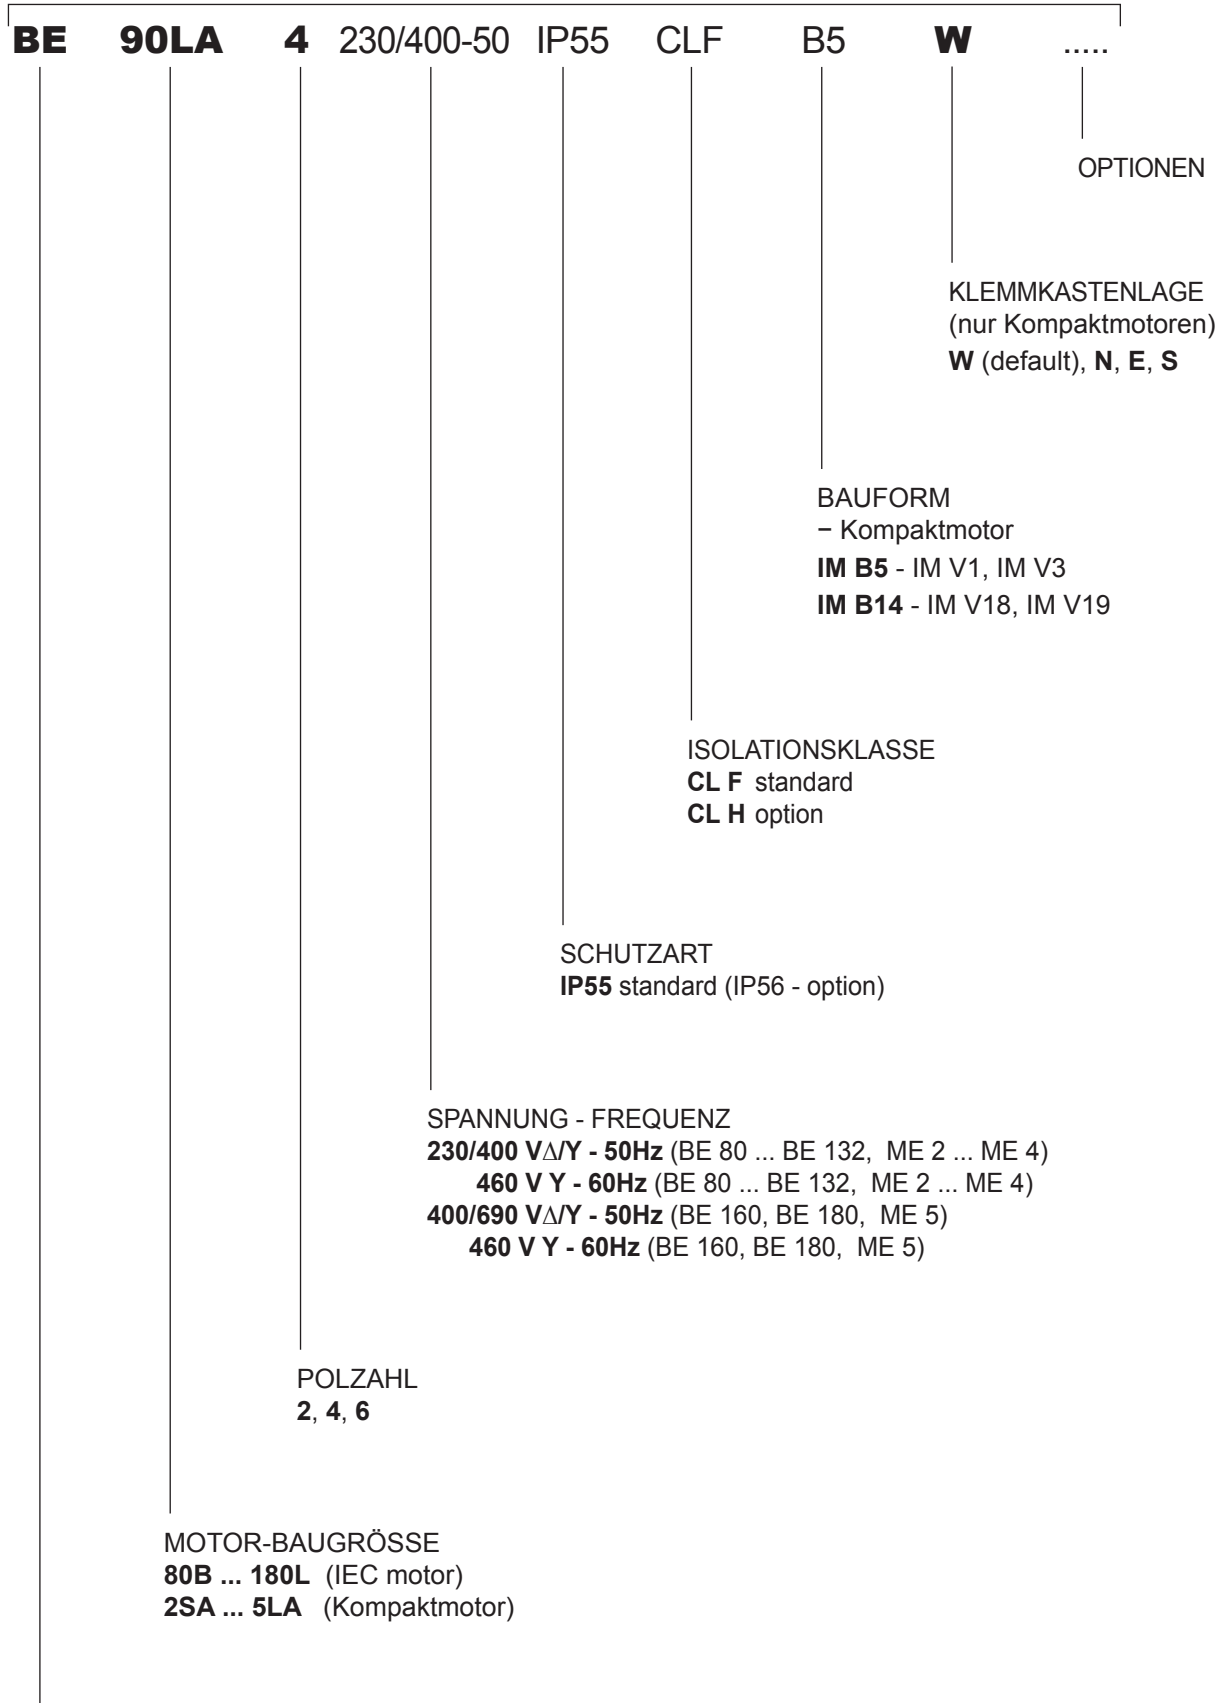 BE 90LA 4 230/400-50 IP55 CLF B5 W .....
OPTIONEN
KLEMMKASTENLAGE
(nur Kompaktmotoren)
W (default), N, E, S
BAUFORM
− Kompaktmotor
IM B5 - IM V1, IM V3
IM B14 - IM V18, IM V19
ISOLATIONSKLASSE
CL F standard
CL H option
SCHUTZART
IP55 standard (IP56 - option)
SPANNUNG - FREQUENZ
230/400 V∆/Y - 50Hz (BE 80 ... BE 132, ME 2 ... ME 4)
460 V Y - 60Hz (BE 80 ... BE 132, ME 2 ... ME 4)
400/690 V∆/Y - 50Hz (BE 160, BE 180, ME 5)
460 V Y - 60Hz (BE 160, BE 180, ME 5)
POLZAHL
2, 4, 6
MOTOR-BAUGRÖSSE
80B ... 180L (IEC motor)
2SA ... 5LA (Kompaktmotor)